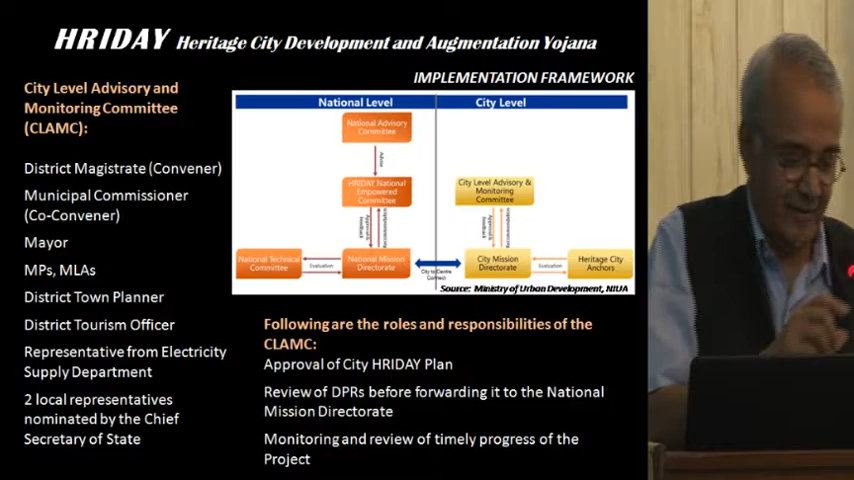 HRIDAY Heritage City Development and Augmentation Yojana
IMPLEMENTATION FRAMEWORK
City Level Advisory and
Monitoring Committee
(CLAMC):
District Magistrate (Convener)
Municipal Commissioner
(Co-Convener)
Mayor
MPs, MLAs
District Town Planner
District Tourism Officer
Representative from Electricity
Supply Department
2 local representatives
nominated by the Chief
Secretary of State
National Level
City Level
National Advisory
Committee
Advise
HRIDAY National
Empowered
Committee
City Level Advisory &
Monitoring
Committee
Approvals
Recommendation
Approvals
Recommendation
National Technical
Committee
Evaluation
National Mission
Directorate
City to Centre
Connect
City Mission
Directorate
Evaluation
Heritage City
Anchors
Source: Ministry of Urban Development, NIUA
Following are the roles and responsibilities of the
CLAMC:
Approval of City HRIDAY Plan
Review of DPRs before forwarding it to the National
Mission Directorate
Monitoring and review of timely progress of the
Project